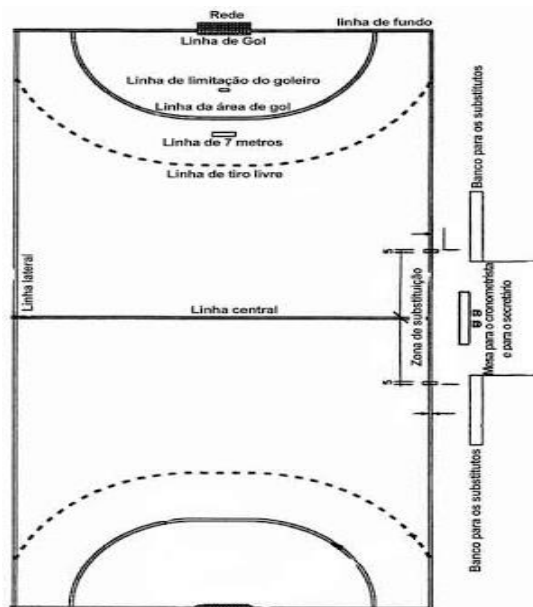 Rede
linha de fundo
Linha de Gol
Linha de limitação do goleiro
Linha da área de gol
Linha de 7 metros
Linha de tiro livre
Banco para os substitutos
5
Linha lateral
Zona de substituição
Mesa para o cronometrista
e para o secretário
Linha central
5
Banco para os substitutos